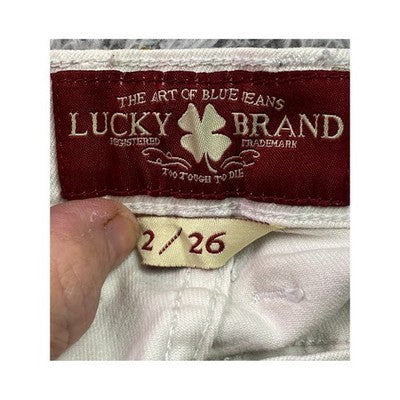 THE ART OF BLUE JEANS
LUCKY BRAND
REGISTERED TRADEMARK
TOO TOUGH TO DIE
2/26